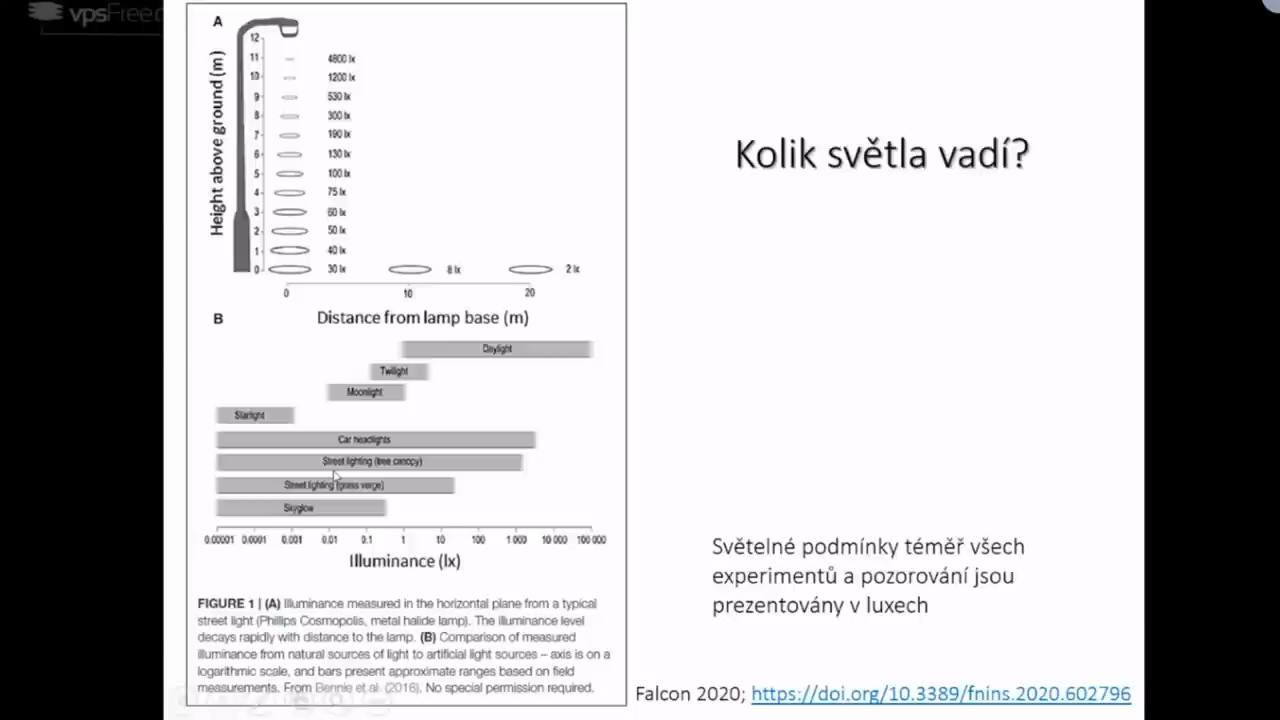 vpsFree
A
Height above ground (m)
12
11 4800 lx
10 1200 lx
9 530 lx
8 300 lx
7 190 lx
6 130 lx
5 100 lx
4 75 lx
3 60 lx
2 50 lx
1 40 lx
0 30 lx 8 lx 2 lx
0 10 20
Distance from lamp base (m)
B
Daylight
Twilight
Moonlight
Starlight
Car headlights
Street lighting (tree canopy)
Street lighting (grass verge)
Skyglow
0.00001 0.0001 0.001 0.01 0.1 1 10 100 1 000 10 000 100 000
Illuminance (lx)
FIGURE 1 | (A) Illuminance measured in the horizontal plane from a typical
street light (Phillips Cosmopolis, metal halide lamp). The illuminance level
decays rapidly with distance to the lamp. (B) Comparison of measured
illuminance from natural sources of light to artificial light sources – axis is on a
logarithmic scale, and bars present approximate ranges based on field
measurements. From Bennie et al. (2016). No special permission required.
Kolik světla vadí?
Světelné podmínky téměř všech
experimentů a pozorování jsou
prezentovány v luxech
Falcon 2020; https://doi.org/10.3389/fnins.2020.602796